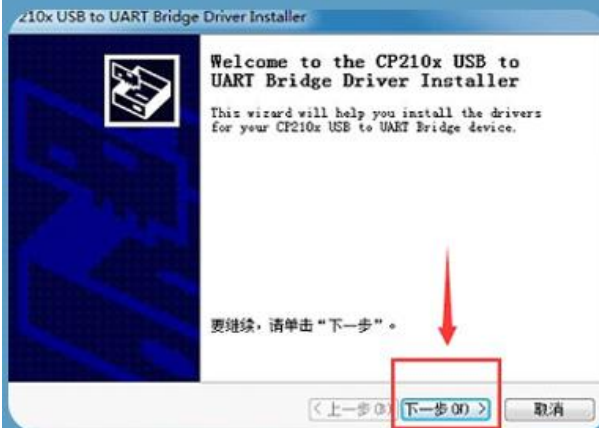 210x USB to UART Bridge Driver Installer
Welcome to the CP210x USB to
UART Bridge Driver Installer
This wizard will help you install the drivers
for your CP210x USB to UART Bridge device.
要继续，请单击“下一步”。
<上一步(B) 下一步(N) > 取消